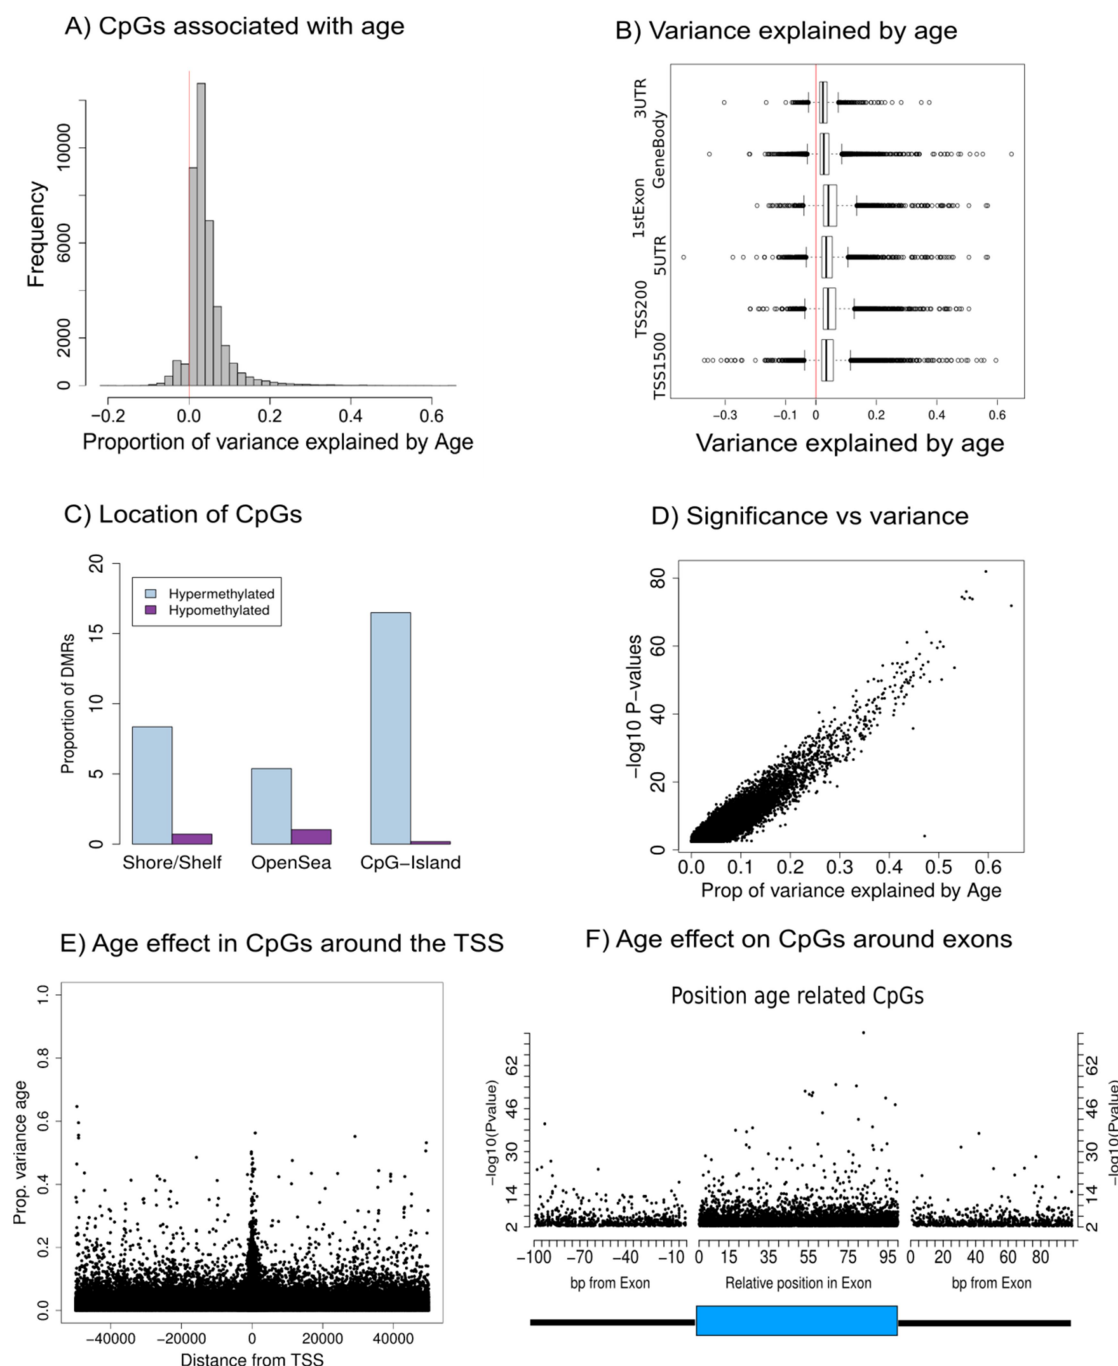 A) CpGs associated with age
Frequency
0 2000 6000 10000
−0.2 0.0 0.2 0.4 0.6
Proportion of variance explained by Age
B) Variance explained by age
3UTR
GeneBody
1stExon
5UTR
TSS200
TSS1500
−0.3 −0.1 0 0.2 0.4 0.6
Variance explained by age
C) Location of CpGs
Proportion of DMRs
0 5 10 15 20
Hypermethylated
Hypomethylated
Shore/Shelf OpenSea CpG−Island
D) Significance vs variance
−log10 P−values
0 20 40 60 80
0.0 0.1 0.2 0.3 0.4 0.5 0.6
Prop of variance explained by Age
E) Age effect in CpGs around the TSS
Prop. variance age
0.0 0.2 0.4 0.6 0.8 1.0
−40000 −20000 0 20000 40000
Distance from TSS
F) Age effect on CpGs around exons
Position age related CpGs
−log10(Pvalue)
2 14 30 46 62
−100 −70 −40 −10
bp from Exon
0 15 35 55 75 95
Relative position in Exon
0 20 40 60 80
bp from Exon
2 14 30 46 62
−log10(Pvalue)